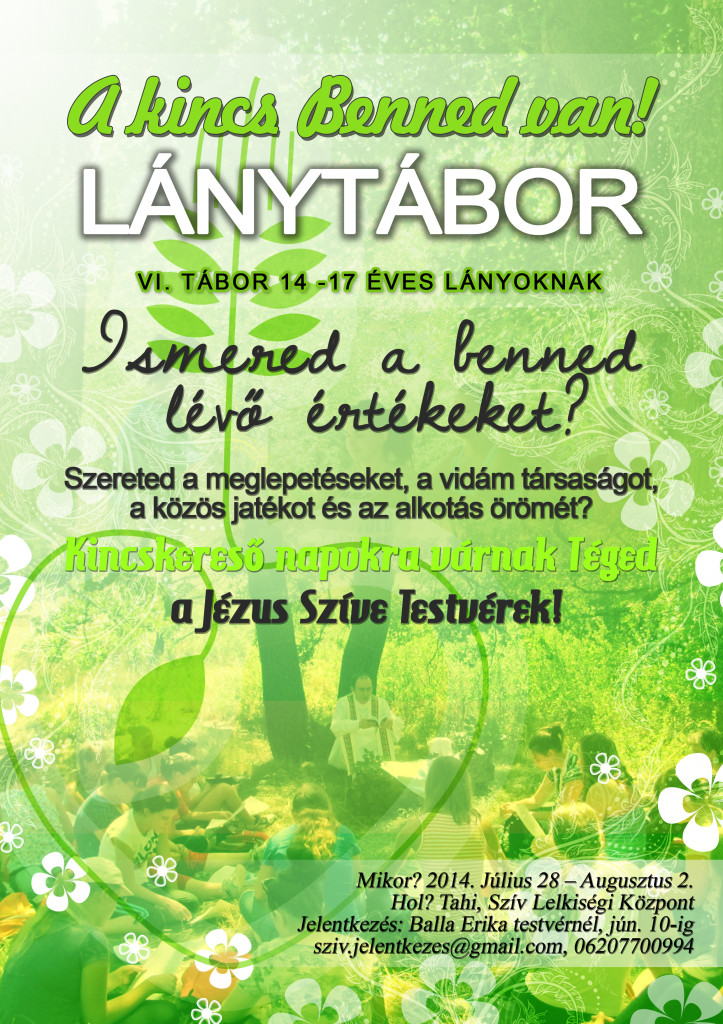 A kincs Benned van!
LÁNYTÁBOR
VI. TÁBOR 14 -17 ÉVES LÁNYOKNAK
Ismered a benned
lévő értékeket?
Szereted a meglepetéseket, a vidám társaságot,
a közös jatékot és az alkotás örömét?
Kincskereső napokra várnak Téged
a Jézus Szíve Testvérek!
Mikor? 2014. Július 28 – Augusztus 2.
Hol? Tahi, Szív Lelkiségi Központ
Jelentkezés: Balla Erika testvérnél, jún. 10-ig
sziv.jelentkezes@gmail.com, 06207700994